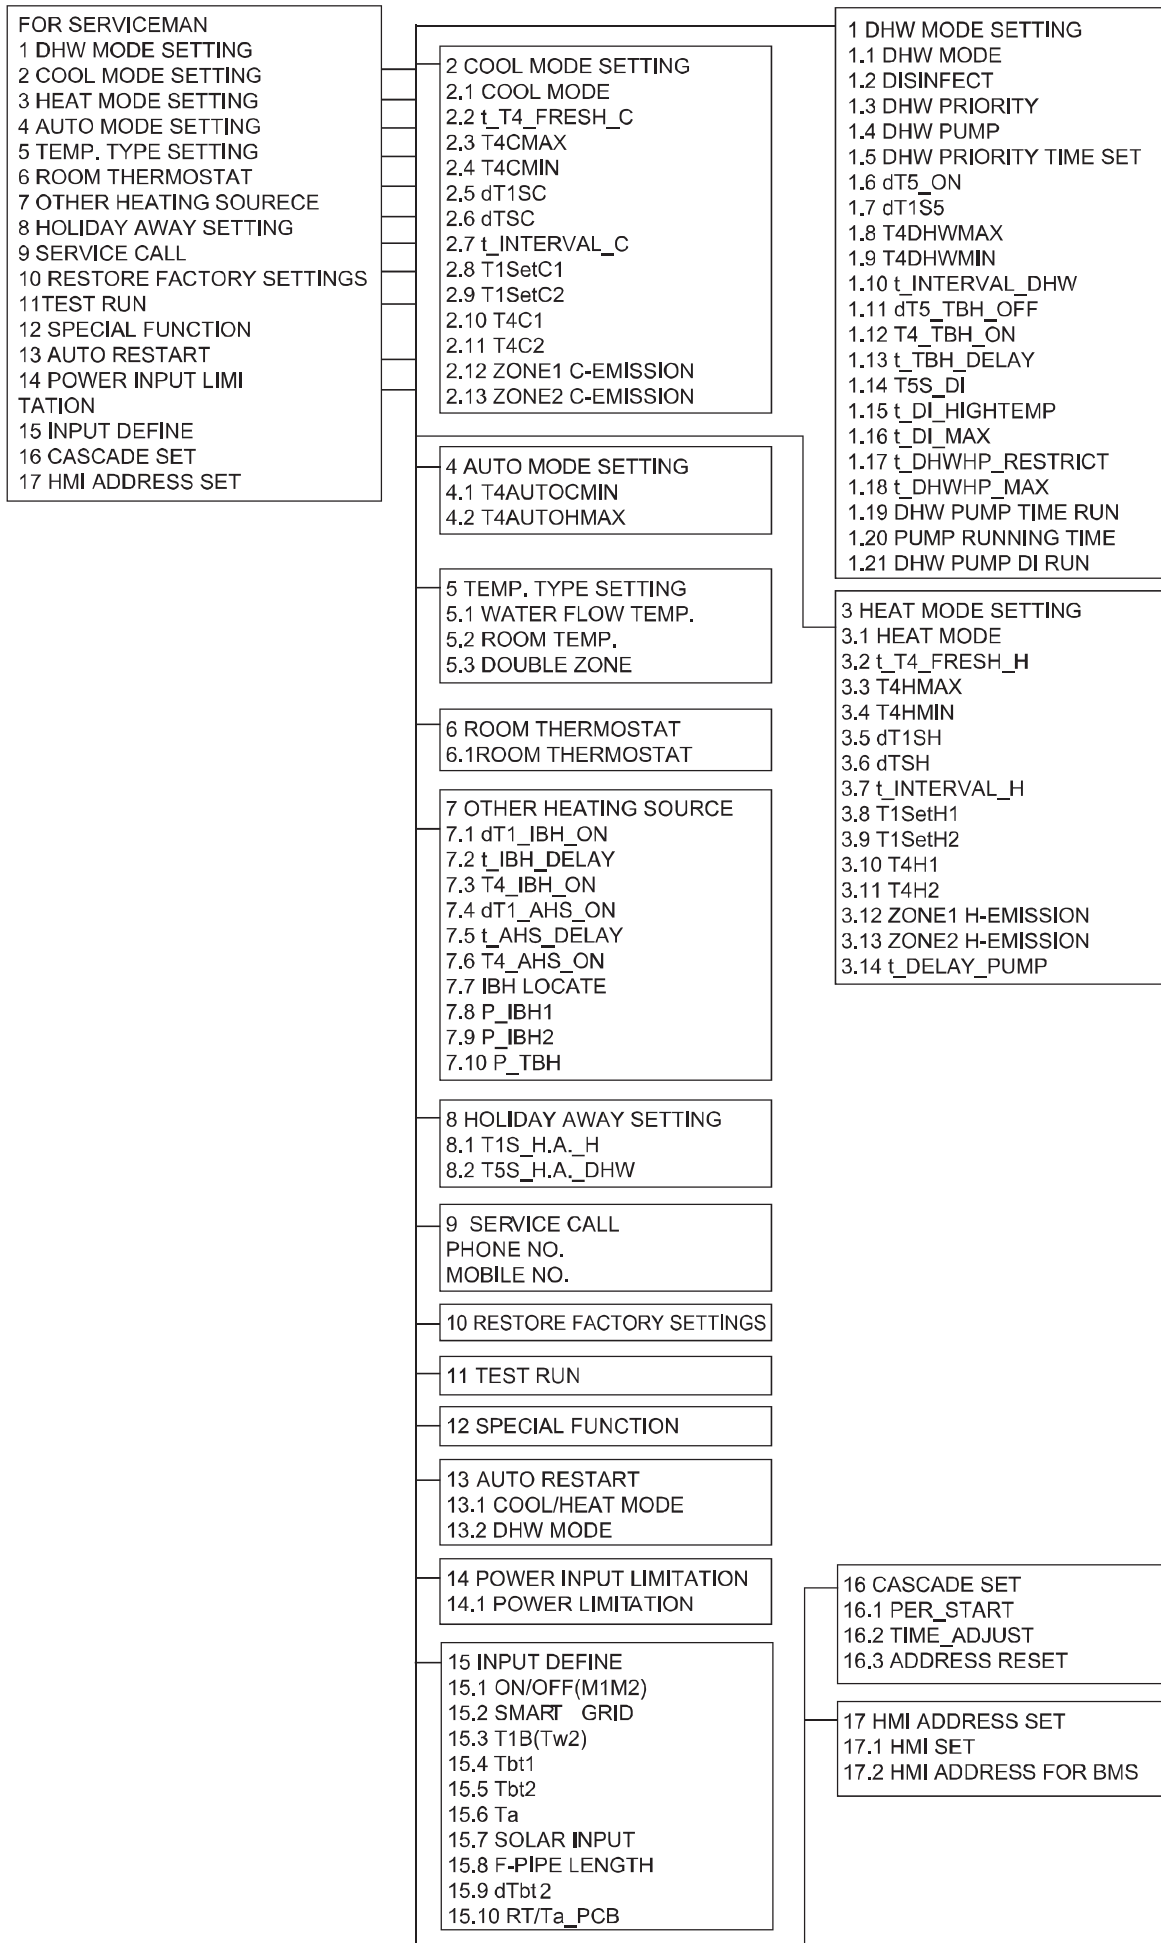 FOR SERVICEMAN
1 DHW MODE SETTING
2 COOL MODE SETTING
3 HEAT MODE SETTING
4 AUTO MODE SETTING
5 TEMP. TYPE SETTING
6 ROOM THERMOSTAT
7 OTHER HEATING SOURECE
8 HOLIDAY AWAY SETTING
9 SERVICE CALL
10 RESTORE FACTORY SETTINGS
11TEST RUN
12 SPECIAL FUNCTION
13 AUTO RESTART
14 POWER INPUT LIMI
TATION
15 INPUT DEFINE
16 CASCADE SET
17 HMI ADDRESS SET
2 COOL MODE SETTING
2.1 COOL MODE
2.2 t_T4_FRESH_C
2.3 T4CMAX
2.4 T4CMIN
2.5 dT1SC
2.6 dTSC
2.7 t_INTERVAL_C
2.8 T1SetC1
2.9 T1SetC2
2.10 T4C1
2.11 T4C2
2.12 ZONE1 C-EMISSION
2.13 ZONE2 C-EMISSION
4 AUTO MODE SETTING
4.1 T4AUTOCMIN
4.2 T4AUTOHMAX
5 TEMP. TYPE SETTING
5.1 WATER FLOW TEMP.
5.2 ROOM TEMP.
5.3 DOUBLE ZONE
6 ROOM THERMOSTAT
6.1ROOM THERMOSTAT
7 OTHER HEATING SOURCE
7.1 dT1_IBH_ON
7.2 t_IBH_DELAY
7.3 T4_IBH_ON
7.4 dT1_AHS_ON
7.5 t_AHS_DELAY
7.6 T4_AHS_ON
7.7 IBH LOCATE
7.8 P_IBH1
7.9 P_IBH2
7.10 P_TBH
8 HOLIDAY AWAY SETTING
8.1 T1S_H.A._H
8.2 T5S_H.A._DHW
9 SERVICE CALL
PHONE NO.
MOBILE NO.
10 RESTORE FACTORY SETTINGS
11 TEST RUN
12 SPECIAL FUNCTION
13 AUTO RESTART
13.1 COOL/HEAT MODE
13.2 DHW MODE
14 POWER INPUT LIMITATION
14.1 POWER LIMITATION
15 INPUT DEFINE
15.1 ON/OFF(M1M2)
15.2 SMART GRID
15.3 T1B(Tw2)
15.4 Tbt1
15.5 Tbt2
15.6 Ta
15.7 SOLAR INPUT
15.8 F-PIPE LENGTH
15.9 dTbt2
15.10 RT/Ta_PCB
1 DHW MODE SETTING
1.1 DHW MODE
1.2 DISINFECT
1.3 DHW PRIORITY
1.4 DHW PUMP
1.5 DHW PRIORITY TIME SET
1.6 dT5_ON
1.7 dT1S5
1.8 T4DHWMAX
1.9 T4DHWMIN
1.10 t_INTERVAL_DHW
1.11 dT5_TBH_OFF
1.12 T4_TBH_ON
1.13 t_TBH_DELAY
1.14 T5S_DI
1.15 t_DI_HIGHTEMP
1.16 t_DI_MAX
1.17 t_DHWHP_RESTRICT
1.18 t_DHWHP_MAX
1.19 DHW PUMP TIME RUN
1.20 PUMP RUNNING TIME
1.21 DHW PUMP DI RUN
3 HEAT MODE SETTING
3.1 HEAT MODE
3.2 t_T4_FRESH_H
3.3 T4HMAX
3.4 T4HMIN
3.5 dT1SH
3.6 dTSH
3.7 t_INTERVAL_H
3.8 T1SetH1
3.9 T1SetH2
3.10 T4H1
3.11 T4H2
3.12 ZONE1 H-EMISSION
3.13 ZONE2 H-EMISSION
3.14 t_DELAY_PUMP
16 CASCADE SET
16.1 PER_START
16.2 TIME_ADJUST
16.3 ADDRESS RESET
17 HMI ADDRESS SET
17.1 HMI SET
17.2 HMI ADDRESS FOR BMS